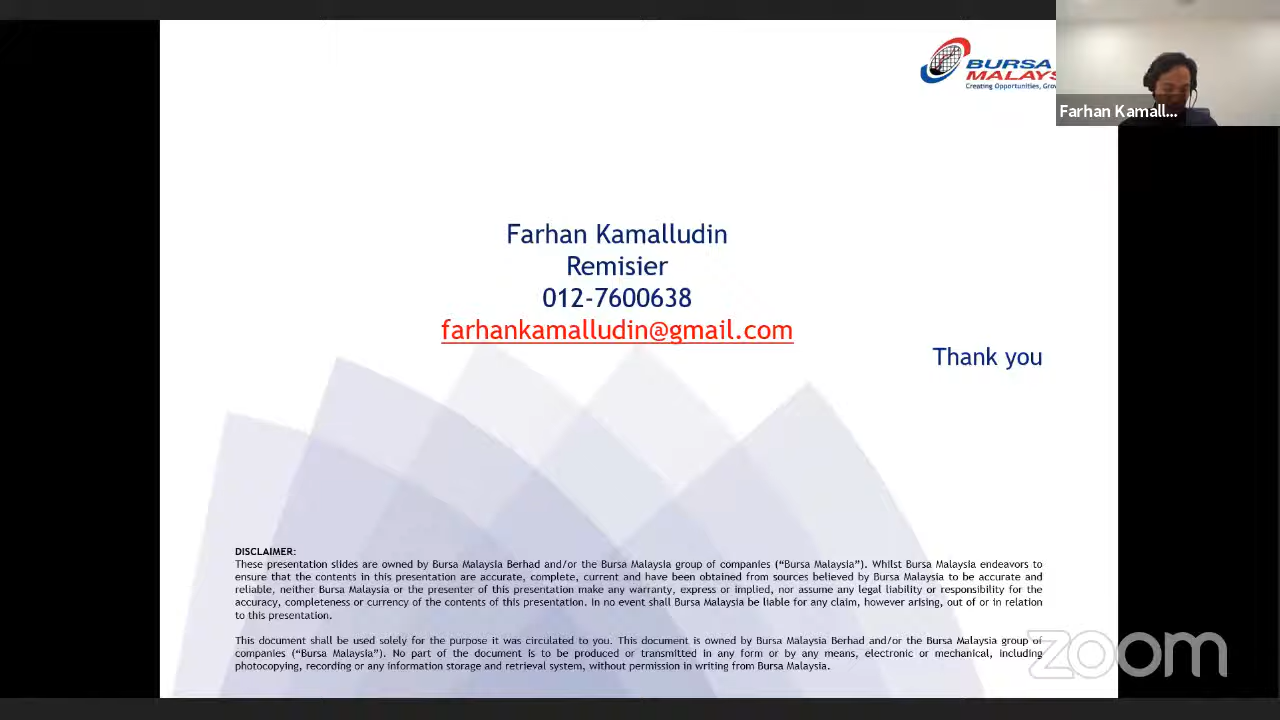 BURSA
MALAYS
Creating Opportunities, Grow
Farhan Kamall...
Farhan Kamalludin
Remisier
012-7600638
farhankamalludin@gmail.com
Thank you
DISCLAIMER:
These presentation slides are owned by Bursa Malaysia Berhad and/or the Bursa Malaysia group of companies (“Bursa Malaysia”). Whilst Bursa Malaysia endeavors to
ensure that the contents in this presentation are accurate, complete, current and have been obtained from sources believed by Bursa Malaysia to be accurate and
reliable, neither Bursa Malaysia or the presenter of this presentation make any warranty, express or implied, nor assume any legal liability or responsibility for the
accuracy, completeness or currency of the contents of this presentation. In no event shall Bursa Malaysia be liable for any claim, however arising, out of or in relation
to this presentation.
This document shall be used solely for the purpose it was circulated to you. This document is owned by Bursa Malaysia Berhad and/or the Bursa Malaysia group of
companies (“Bursa Malaysia”). No part of the document is to be produced or transmitted in any form or by any means, electronic or mechanical, including
photocopying, recording or any information storage and retrieval system, without permission in writing from Bursa Malaysia.
zoom